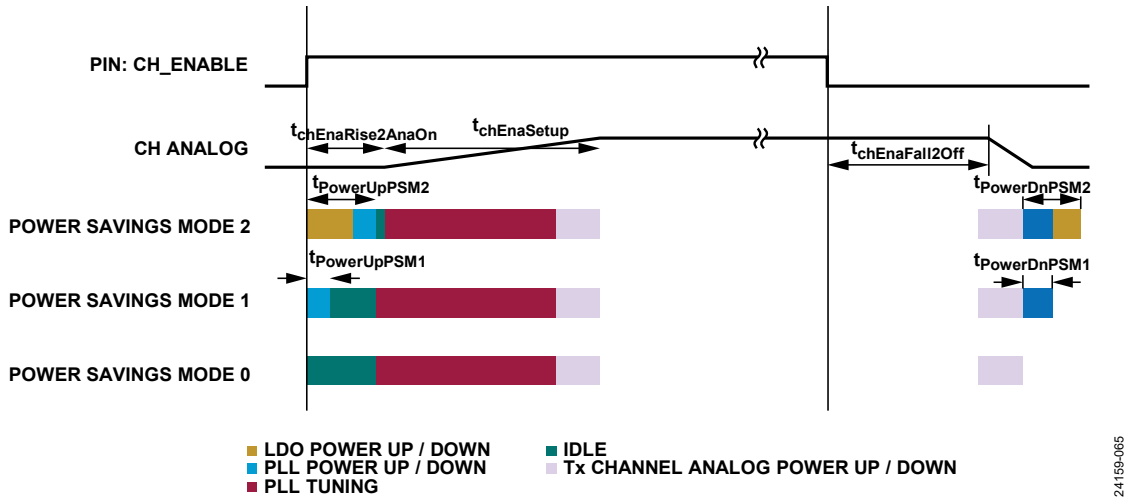 PIN: CH_ENABLE
CH ANALOG
tchEnaRise2AnaOn
tchEnaSetup
tchEnaFall2Off
tPowerUpPSM2
tPowerDnPSM2
POWER SAVINGS MODE 2
tPowerUpPSM1
tPowerDnPSM1
POWER SAVINGS MODE 1
POWER SAVINGS MODE 0
LDO POWER UP / DOWN
PLL POWER UP / DOWN
PLL TUNING
IDLE
Tx CHANNEL ANALOG POWER UP / DOWN
24159-065